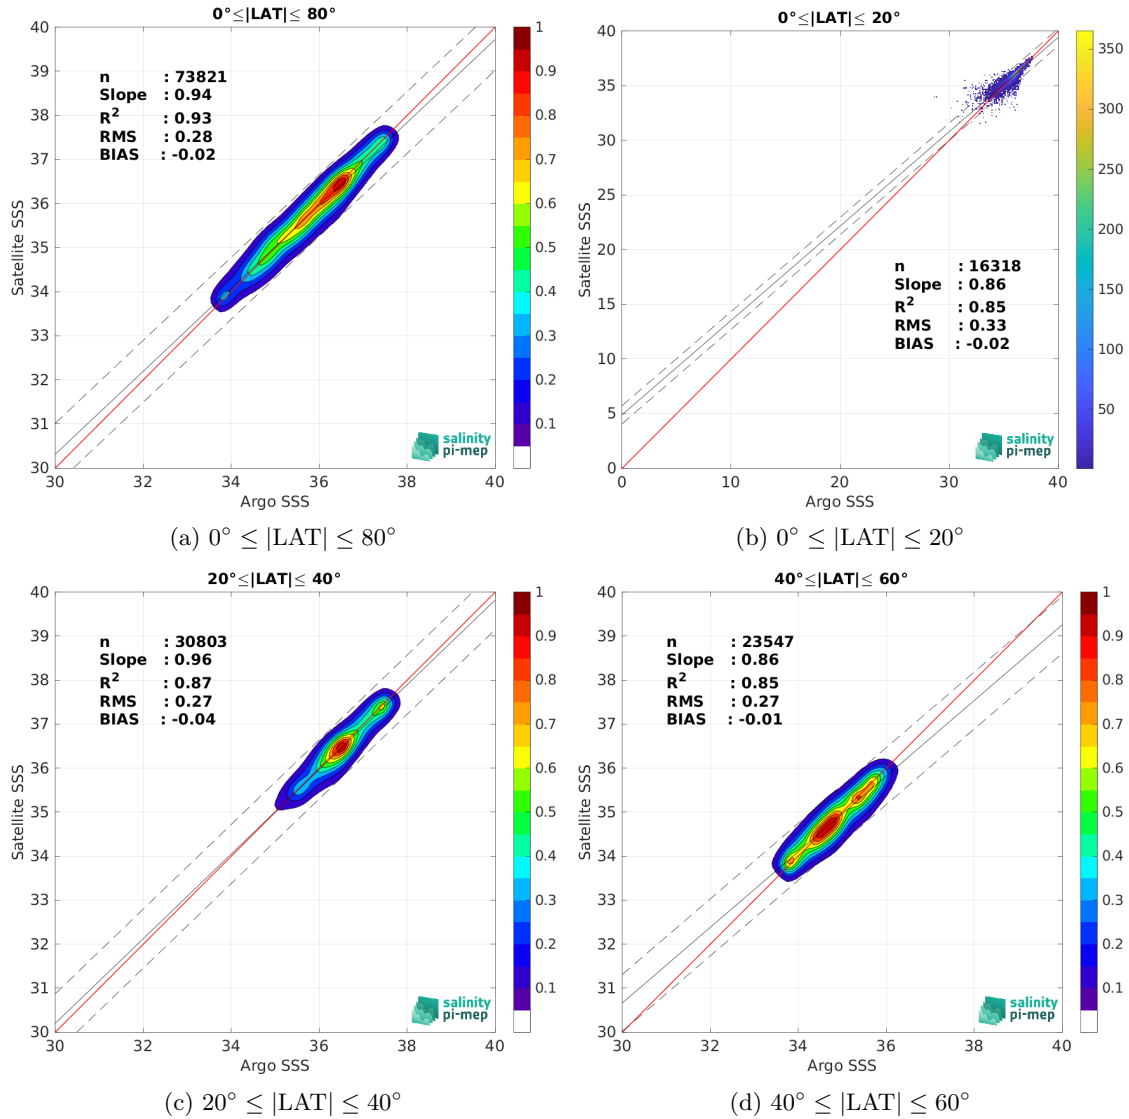 0°≤|LAT|≤ 80°
40
39
38
37
36
35
34
33
32
31
30
Satellite SSS
n : 73821
Slope : 0.94
R2 : 0.93
RMS : 0.28
BIAS : -0.02
salinity
pi-mep
30 32 34 36 38 40
Argo SSS
1
0.9
0.8
0.7
0.6
0.5
0.4
0.3
0.2
0.1
(a) 0° ≤ |LAT| ≤ 80°
0°≤|LAT|≤ 20°
40
35
30
25
20
15
10
5
0
Satellite SSS
n : 16318
Slope : 0.86
R2 : 0.85
RMS : 0.33
BIAS : -0.02
salinity
pi-mep
0 10 20 30 40
Argo SSS
350
300
250
200
150
100
50
(b) 0° ≤ |LAT| ≤ 20°
20°≤|LAT|≤ 40°
40
39
38
37
36
35
34
33
32
31
30
Satellite SSS
n : 30803
Slope : 0.96
R2 : 0.87
RMS : 0.27
BIAS : -0.04
salinity
pi-mep
30 32 34 36 38 40
Argo SSS
1
0.9
0.8
0.7
0.6
0.5
0.4
0.3
0.2
0.1
(c) 20° ≤ |LAT| ≤ 40°
40°≤|LAT|≤ 60°
40
39
38
37
36
35
34
33
32
31
30
Satellite SSS
n : 23547
Slope : 0.86
R2 : 0.85
RMS : 0.27
BIAS : -0.01
salinity
pi-mep
30 32 34 36 38 40
Argo SSS
1
0.9
0.8
0.7
0.6
0.5
0.4
0.3
0.2
0.1
(d) 40° ≤ |LAT| ≤ 60°